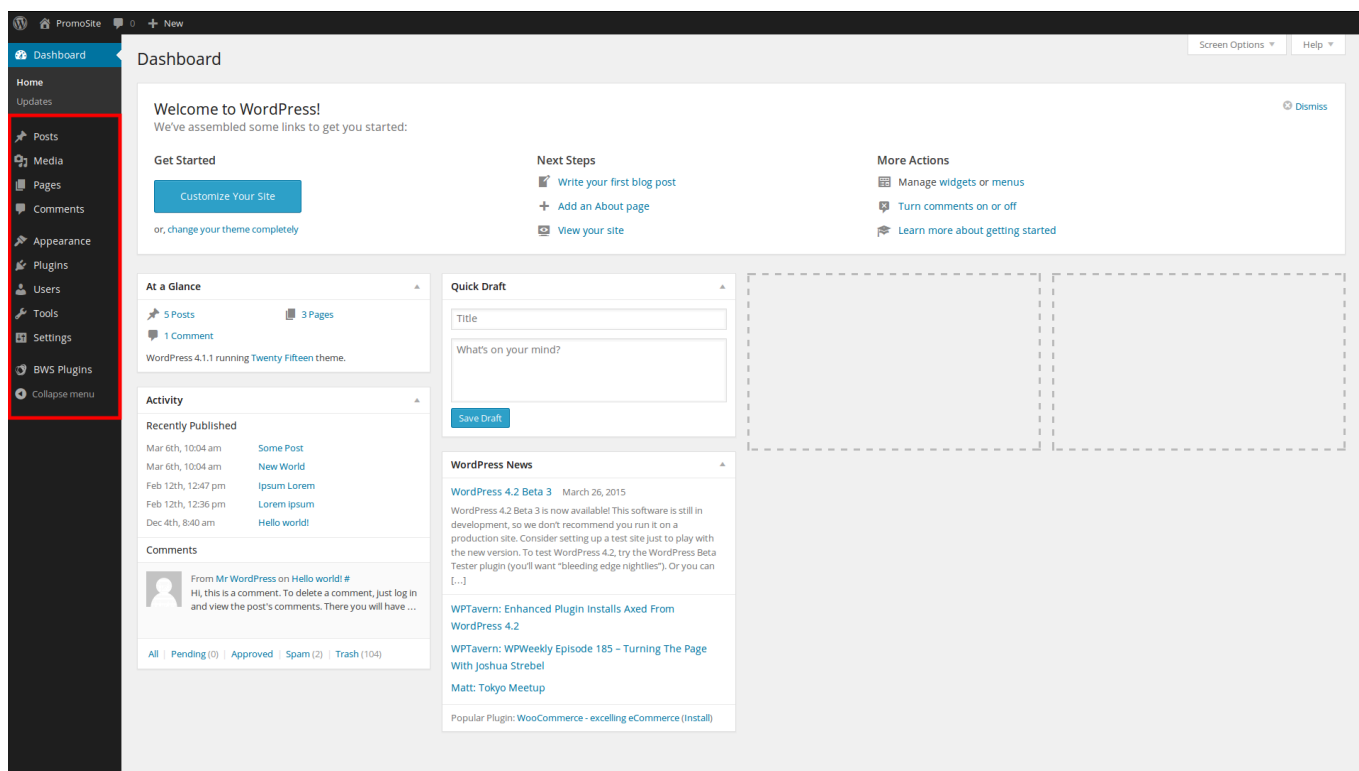 PromoSite 0 + New
Dashboard
Home
Updates
Posts
Media
Pages
Comments
Appearance
Plugins
Users
Tools
Settings
BWS Plugins
Collapse menu
Dashboard
Screen Options
Help
Welcome to WordPress!
We've assembled some links to get you started:
Dismiss
Get Started
Customize Your Site
or, change your theme completely
Next Steps
Write your first blog post
Add an About page
View your site
More Actions
Manage widgets or menus
Turn comments on or off
Learn more about getting started
At a Glance
5 Posts
3 Pages
1 Comment
WordPress 4.1.1 running Twenty Fifteen theme.
Activity
Recently Published
Mar 6th, 10:04 am Some Post
Mar 6th, 10:04 am New World
Feb 12th, 12:47 pm Ipsum Lorem
Feb 12th, 12:36 pm Lorem ipsum
Dec 4th, 8:40 am Hello world!
Comments
From Mr WordPress on Hello world! #
Hi, this is a comment. To delete a comment, just log in
and view the post's comments. There you will have …
All | Pending (0) | Approved | Spam (2) | Trash (104)
Quick Draft
Title
What's on your mind?
Save Draft
WordPress News
WordPress 4.2 Beta 3 March 26, 2015
WordPress 4.2 Beta 3 is now available! This software is still in
development, so we don't recommend you run it on a
production site. Consider setting up a test site just to play with
the new version. To test WordPress 4.2, try the WordPress Beta
Tester plugin (you'll want "bleeding edge nightlies"). Or you can
[…]
WPTavern: Enhanced Plugin Installs Axed From
WordPress 4.2
WPTavern: WPWeekly Episode 185 – Turning The Page
With Joshua Strebel
Matt: Tokyo Meetup
Popular Plugin: WooCommerce - excelling eCommerce (Install)